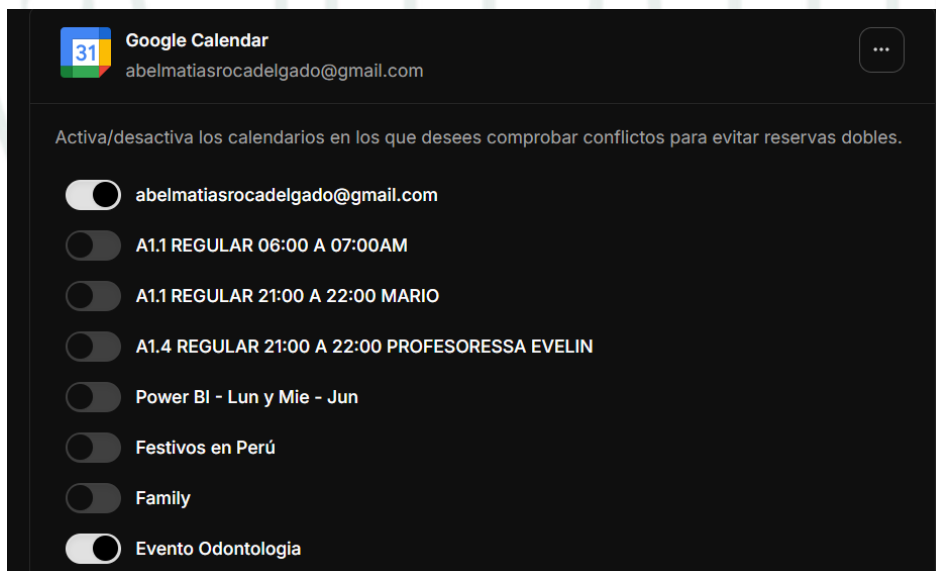 31
Google Calendar
abelmatiasrocadelgado@gmail.com
...
Activa/desactiva los calendarios en los que desees comprobar conflictos para evitar reservas dobles.
abelmatiasrocadelgado@gmail.com
A1.1 REGULAR 06:00 A 07:00AM
A1.1 REGULAR 21:00 A 22:00 MARIO
A1.4 REGULAR 21:00 A 22:00 PROFESORESSA EVELIN
Power BI - Lun y Mie - Jun
Festivos en Perú
Family
Evento Odontologia